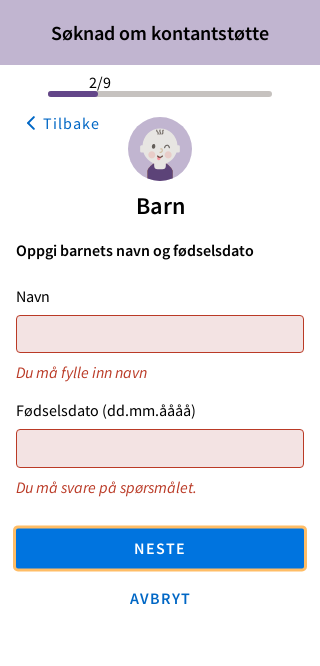 Søknad om kontantstøtte
2/9
Tilbake
Barn
Oppgi barnets navn og fødselsdato
Navn
Du må fylle inn navn
Fødselsdato (dd.mm.åååå)
Du må svare på spørsmålet.
NESTE
AVBRYT